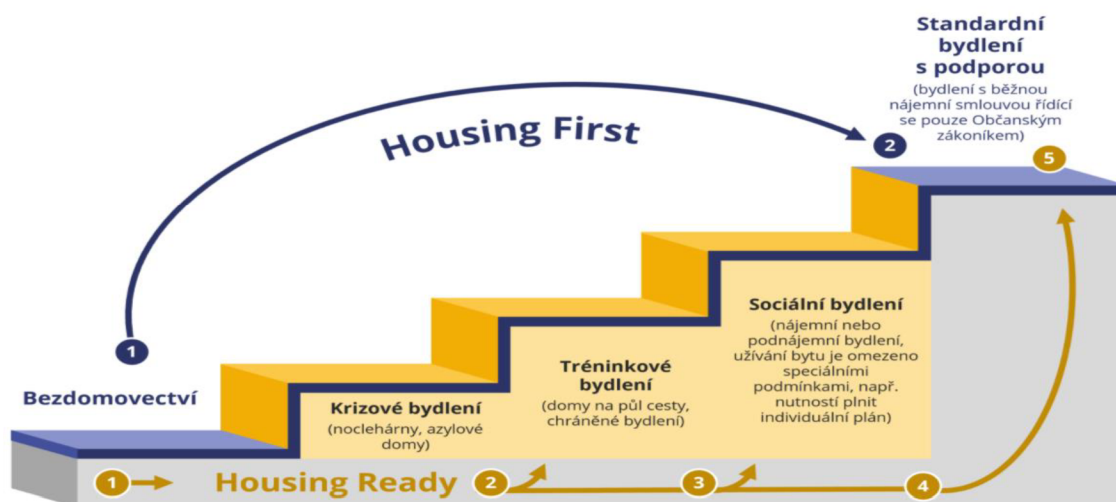 Standardní
bydlení
s podporou
(bydlení s běžnou
nájemní smlouvou řídící
se pouze Občanským
zákoníkem)
Housing First
2
5
1
Bezdomovectví
Krizové bydlení
(noclehárny, azylové
domy)
Tréninkové
bydlení
(domy na půl cesty,
chráněné bydlení)
Sociální bydlení
(nájemní nebo
podnájemní bydlení,
užívání bytu je omezeno
speciálními
podmínkami, např.
nutností plnit
individuální plán)
1
Housing Ready
2
3
4